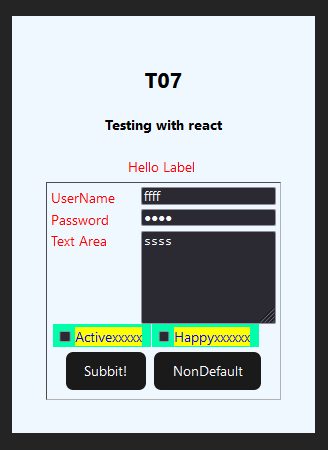 T07
Testing with react
Hello Label
UserName ffff
Password ●●●●
Text Area ssss
Activexxxxx Happyxxxxxx
Subbit! NonDefault